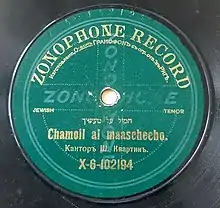 ZONOPHONE RECORD
JEWISH
TENOR
חמול על מעשיך
Chamoil al maaschecho.
Канторъ Ш. Квартинъ.
X-6-102194